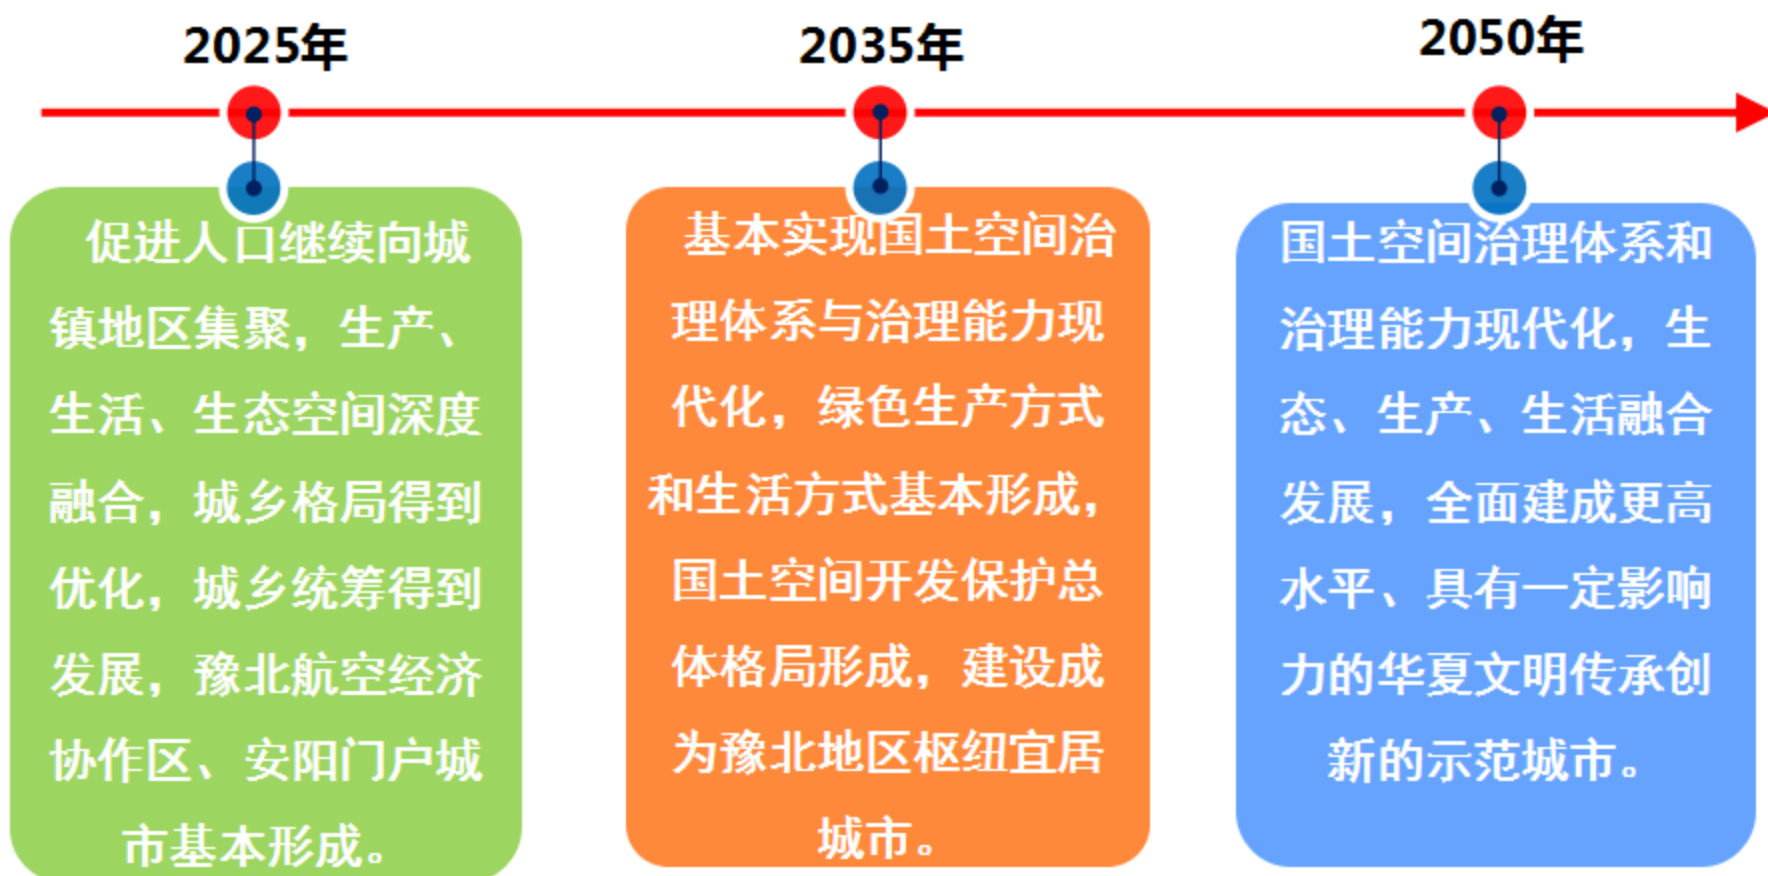 2025年
2035年
2050年
促进人口继续向城
镇地区集聚，生产、
生活、生态空间深度
融合，城乡格局得到
优化，城乡统筹得到
发展，豫北航空经济
协作区、安阳门户城
市基本形成。
基本实现国土空间治
理体系与治理能力现
代化，绿色生产方式
和生活方式基本形成，
国土空间开发保护总
体格局形成，建设成
为豫北地区枢纽宜居
城市。
国土空间治理体系和
治理能力现代化，生
态、生产、生活融合
发展，全面建成更高
水平、具有一定影响
力的华夏文明传承创
新的示范城市。